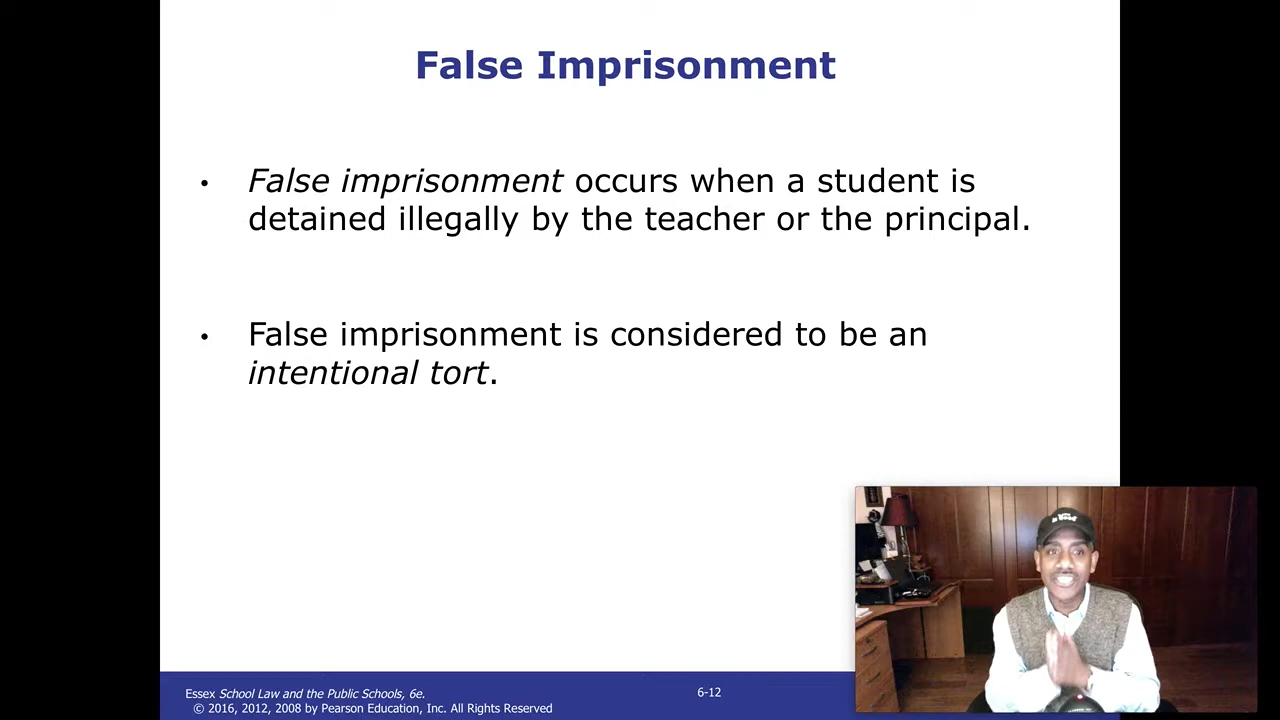 False Imprisonment
• False imprisonment occurs when a student is
detained illegally by the teacher or the principal.
• False imprisonment is considered to be an
intentional tort.
Essex School Law and the Public Schools, 6e.
© 2016, 2012, 2008 by Pearson Education, Inc. All Rights Reserved
6-12